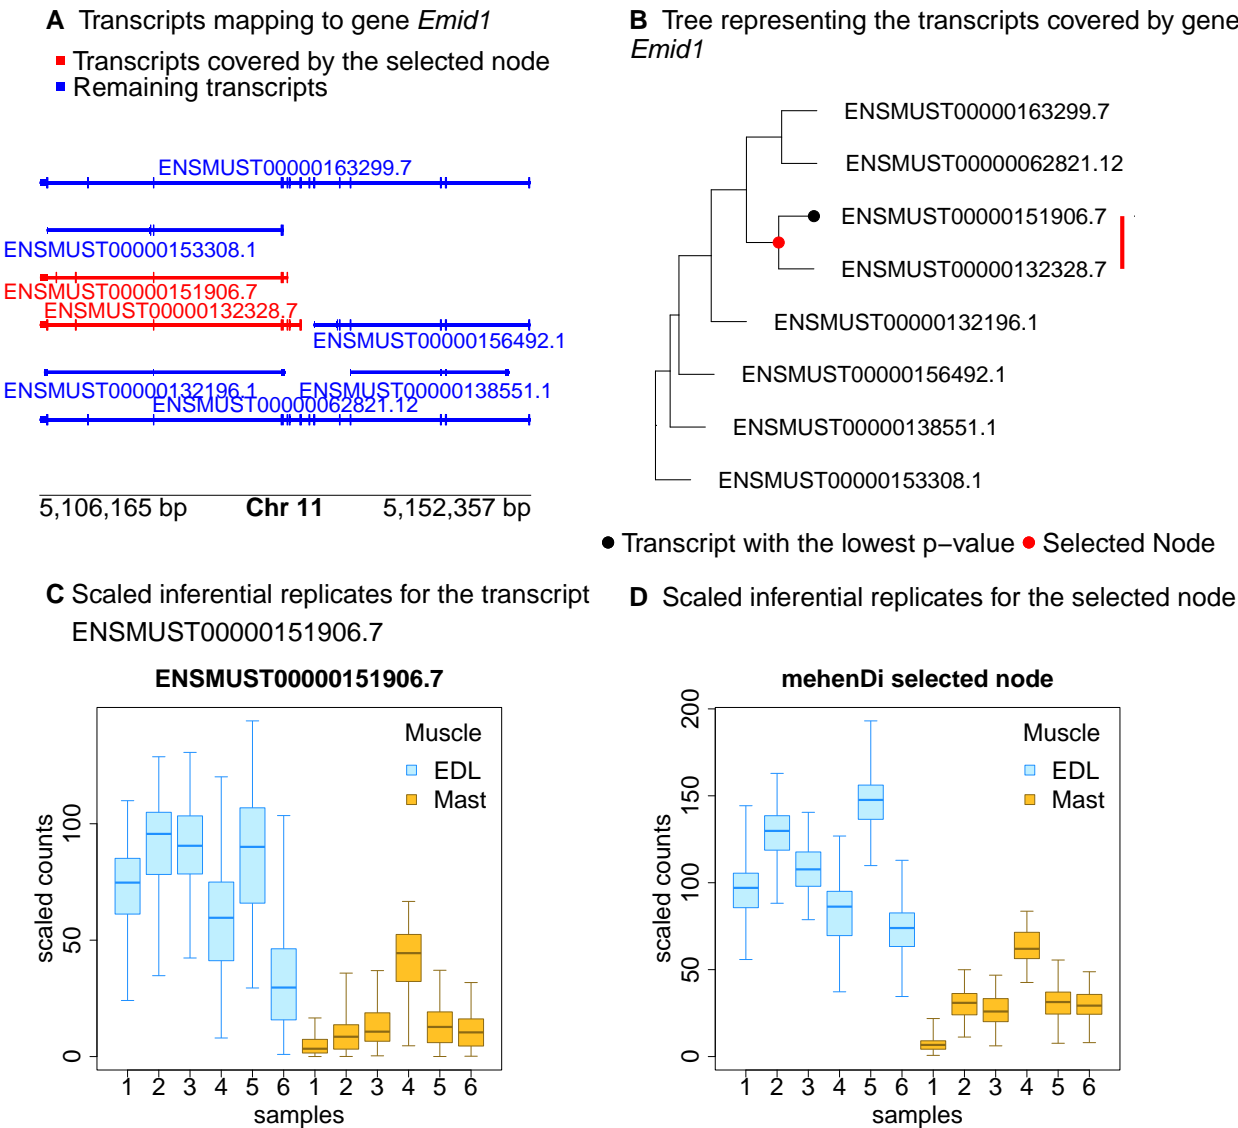 A Transcripts mapping to gene Emid1
Transcripts covered by the selected node
Remaining transcripts
ENSMUST00000163299.7
ENSMUST00000153308.1
ENSMUST00000151906.7
ENSMUST00000132328.7
ENSMUST00000156492.1
ENSMUST00000132196.1
ENSMUST00000138551.1
ENSMUST00000062821.12
5,106,165 bp Chr 11 5,152,357 bp
B Tree representing the transcripts covered by gene
Emid1
ENSMUST00000163299.7
ENSMUST00000062821.12
ENSMUST00000151906.7
ENSMUST00000132328.7
ENSMUST00000132196.1
ENSMUST00000156492.1
ENSMUST00000138551.1
ENSMUST00000153308.1
Transcript with the lowest p−value Selected Node
C Scaled inferential replicates for the transcript
ENSMUST00000151906.7
ENSMUST00000151906.7
Muscle
EDL
Mast
scaled counts
100
50
0
1 2 3 4 5 6 1 2 3 4 5 6
samples
D Scaled inferential replicates for the selected node
mehenDi selected node
Muscle
EDL
Mast
scaled counts
200
150
100
50
0
1 2 3 4 5 6 1 2 3 4 5 6
samples